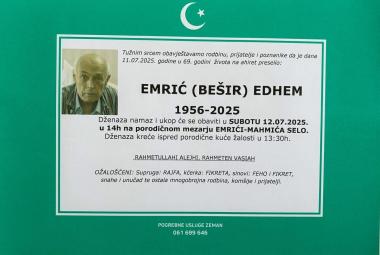 Tužnim srcem obavještavamo rodbinu, prijatelje i poznanike da je dana
11.07.2025. godine u 69. godini života na ahiret preselio:
EMRIĆ (BEŠIR) EDHEM
1956-2025
Dženaza namaz i ukop će se obaviti u SUBOTU 12.07.2025.
u 14h na porodičnom mezarju EMRIĆI-MAHMIĆA SELO.
Dženaza kreće ispred porodične kuće žalosti u 13:30h.
RAHMETULLAHI ALEJHI, RAHMETEN VASIAH
OŽALOŠĆENI: Supruga: RAJFA, kćerka: FIKRETA, sinovi: FEHO i FIKRET,
snahe i unučad te ostala mnogobrojna rodbina, komšije i prijatelji.
POGREBNE USLUGE ZEMAN
061 699 646